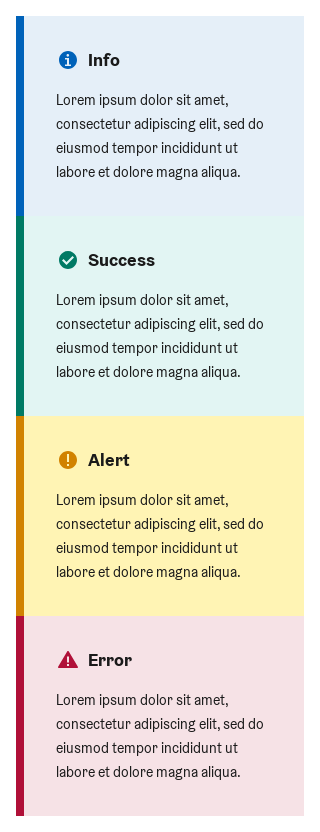 Info
Lorem ipsum dolor sit amet,
consectetur adipiscing elit, sed do
eiusmod tempor incididunt ut
labore et dolore magna aliqua.
Success
Lorem ipsum dolor sit amet,
consectetur adipiscing elit, sed do
eiusmod tempor incididunt ut
labore et dolore magna aliqua.
Alert
Lorem ipsum dolor sit amet,
consectetur adipiscing elit, sed do
eiusmod tempor incididunt ut
labore et dolore magna aliqua.
Error
Lorem ipsum dolor sit amet,
consectetur adipiscing elit, sed do
eiusmod tempor incididunt ut
labore et dolore magna aliqua.